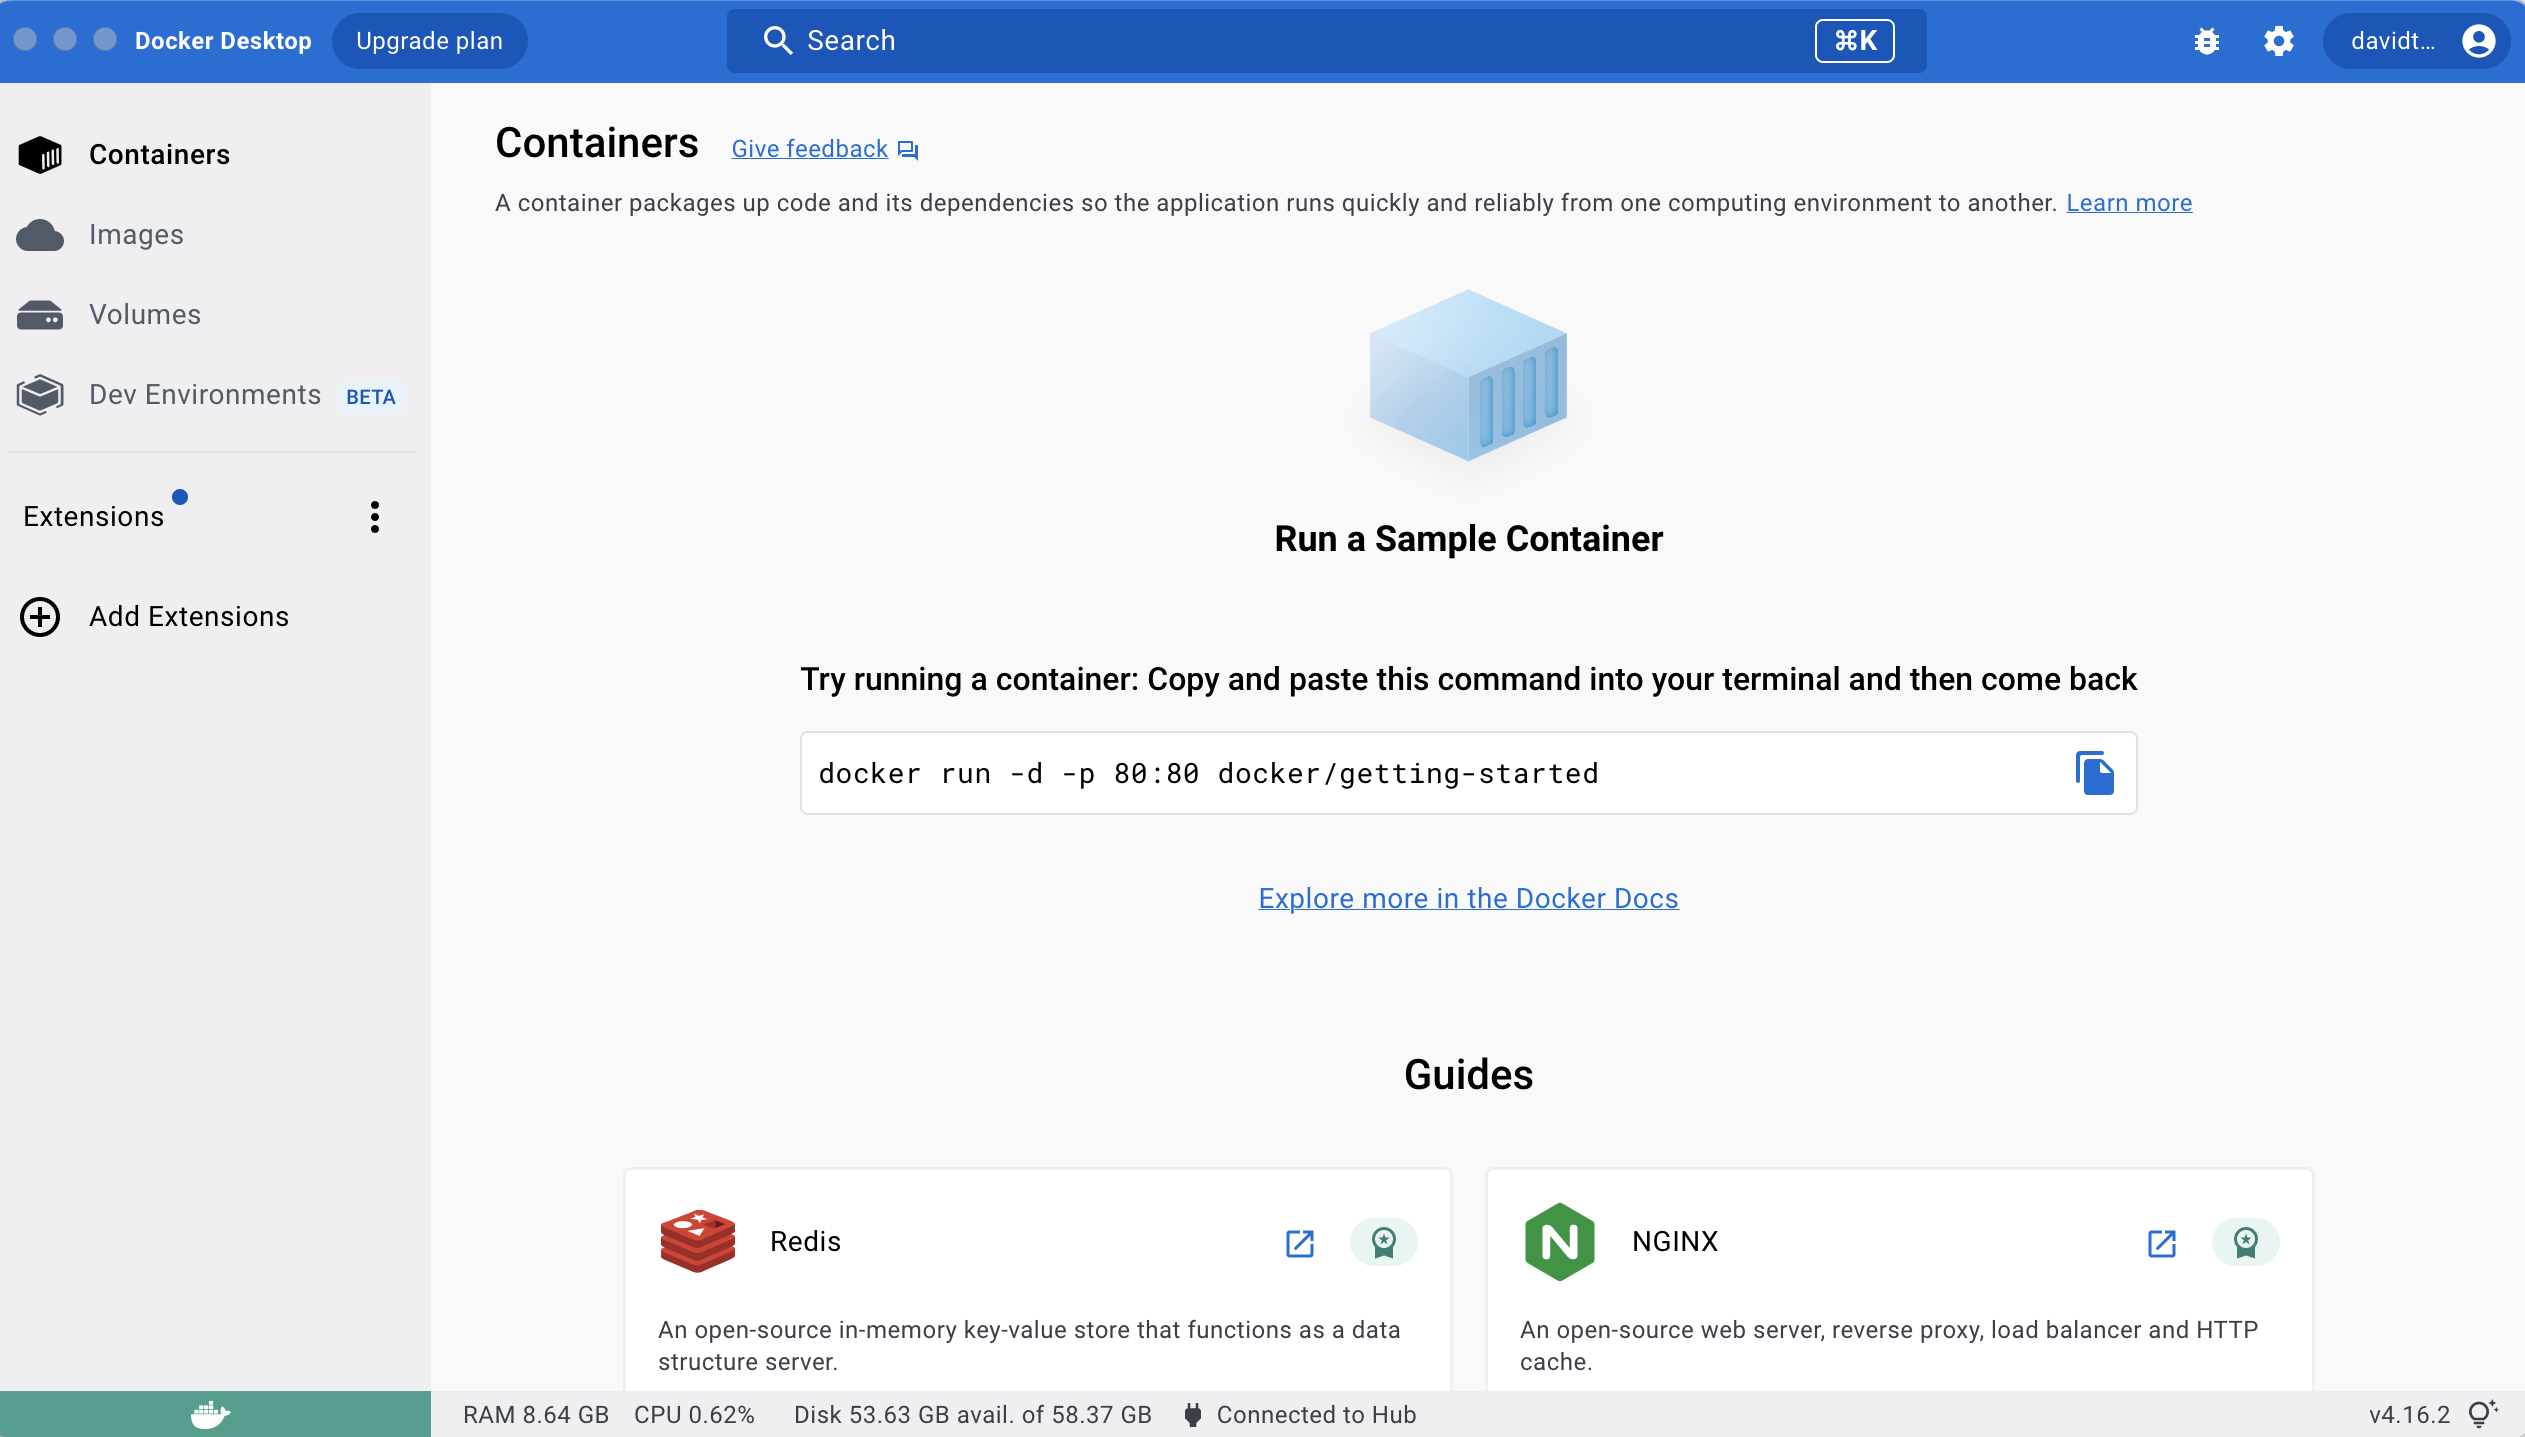 Docker Desktop
Upgrade plan
Search
⌘K
davidt...
Containers
Images
Volumes
Dev Environments BETA
Extensions
Add Extensions
Containers
Give feedback
A container packages up code and its dependencies so the application runs quickly and reliably from one computing environment to another. Learn more
Run a Sample Container
Try running a container: Copy and paste this command into your terminal and then come back
docker run -d -p 80:80 docker/getting-started
Explore more in the Docker Docs
Guides
Redis
An open-source in-memory key-value store that functions as a data
structure server.
N
NGINX
An open-source web server, reverse proxy, load balancer and HTTP
cache.
RAM 8.64 GB CPU 0.62% Disk 53.63 GB avail. of 58.37 GB Connected to Hub
v4.16.2